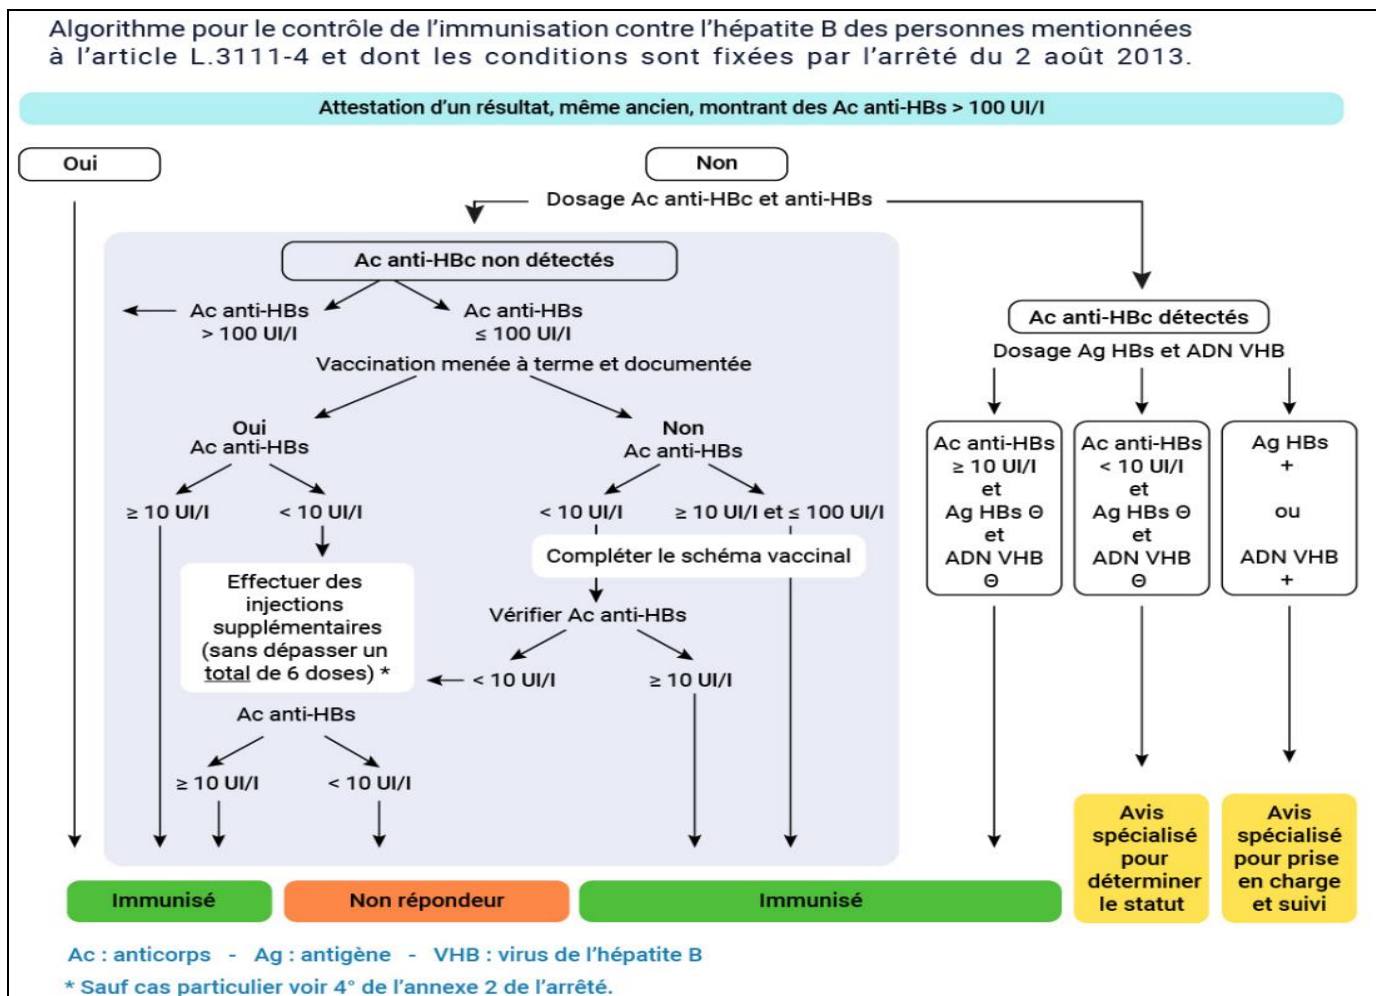 Algorithme pour le contrôle de l’immunisation contre l’hépatite B des personnes mentionnées
à l’article L.3111-4 et dont les conditions sont fixées par l’arrêté du 2 août 2013.
Attestation d’un résultat, même ancien, montrant des Ac anti-HBs > 100 UI/l
Oui
Non
Dosage Ac anti-HBc et anti-HBs
Ac anti-HBc non détectés
Ac anti-HBs
> 100 UI/l
Ac anti-HBs
≤ 100 UI/l
Vaccination menée à terme et documentée
Oui
Ac anti-HBs
≥ 10 UI/l
< 10 UI/l
Effectuer des
injections
supplémentaires
(sans dépasser un
total de 6 doses) *
Ac anti-HBs
≥ 10 UI/l
< 10 UI/l
Non
Ac anti-HBs
< 10 UI/l
≥ 10 UI/l et ≤ 100 UI/l
Compléter le schéma vaccinal
Vérifier Ac anti-HBs
< 10 UI/l
≥ 10 UI/l
Ac anti-HBc détectés
Dosage Ag HBs et ADN VHB
Ac anti-HBs
≥ 10 UI/l
et
Ag HBs Θ
et
ADN VHB
Θ
Ac anti-HBs
< 10 UI/l
et
Ag HBs Θ
et
ADN VHB
Θ
Ag HBs
+
ou
ADN VHB
+
Immunisé
Non répondeur
Immunisé
Avis
spécialisé
pour
déterminer
le statut
Avis
spécialisé
pour prise
en charge
et suivi
Ac : anticorps - Ag : antigène - VHB : virus de l’hépatite B
* Sauf cas particulier voir 4° de l’annexe 2 de l’arrêté.